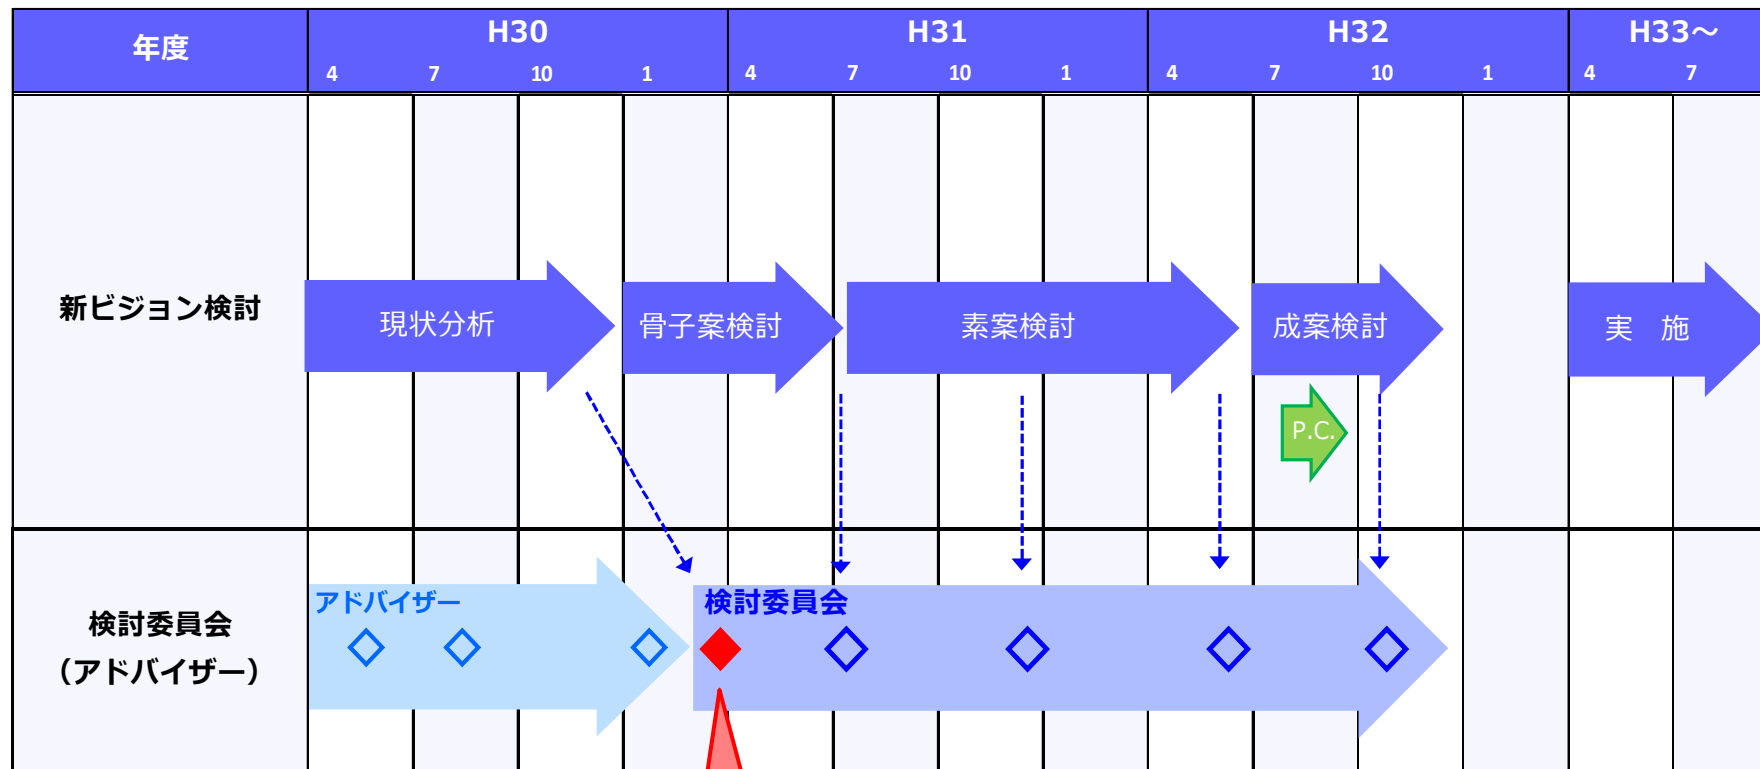 年度
H30
H31
H32
H33～
4 7 10 1 4 7 10 1 4 7 10 1 4 7
新ビジョン検討
現状分析
骨子案検討
素案検討
成案検討
実　施
P.C.
検討委員会
（アドバイザー）
アドバイザー
検討委員会